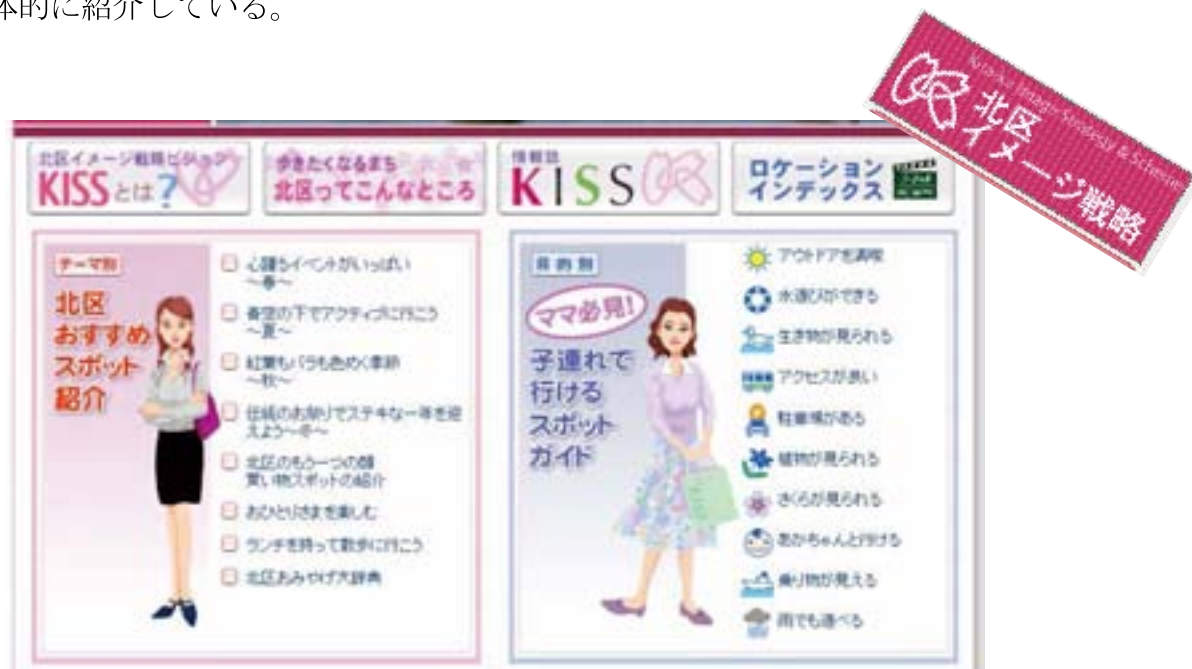 体的に紹介している。
Kita-ku Image Strategy & Science
北区
イメージ戦略
北区イメージ戦略ビジョン
KISSとは?
歩きたくなるまち
北区ってこんなところ
情報誌
KISS
ロケーション
インデックス
テーマ別
北区
おすすめ
スポット
紹介
心踊るイベントがいっぱい
～春～
青空の下でアクティブに行こう
～夏～
紅葉もバラも色めく季節
～秋～
伝統のお祭りでステキな一年を迎
えよう～冬～
北区のもう一つの顔
買い物スポットの紹介
おひとりさまを楽しむ
ランチを持って散歩に行こう
北区おみやげ大辞典
目的別
ママ必見!
子連れで
行ける
スポット
ガイド
アウトドアを満喫
水遊びができる
生き物が見られる
アクセスが良い
駐車場がある
植物が見られる
さくらが見られる
あかちゃんと行ける
乗り物が見える
雨でも遊べる